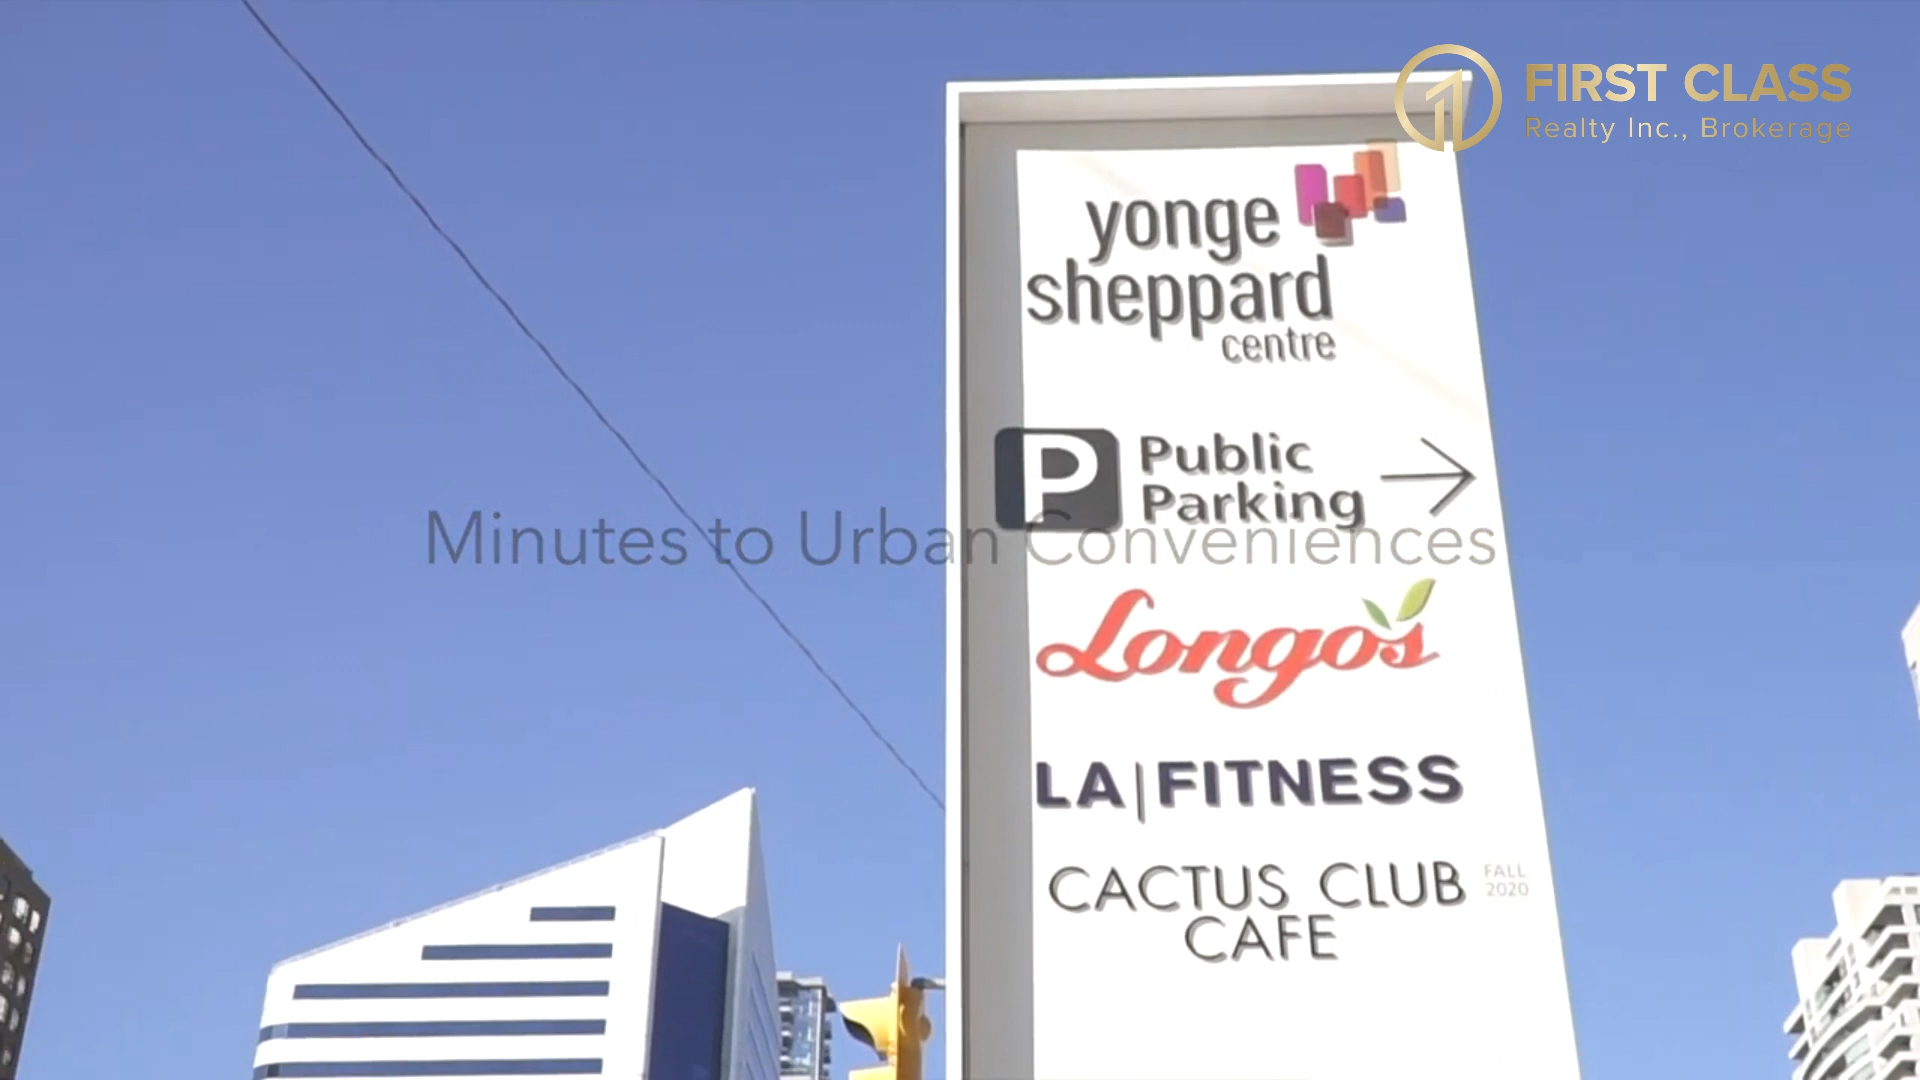 FIRST CLASS
Realty Inc., Brokerage
yonge
sheppard
centre
P Public
Parking
Minutes to Urban Conveniences
Longo's
LA|FITNESS
CACTUS CLUB
CAFE
FALL
2020